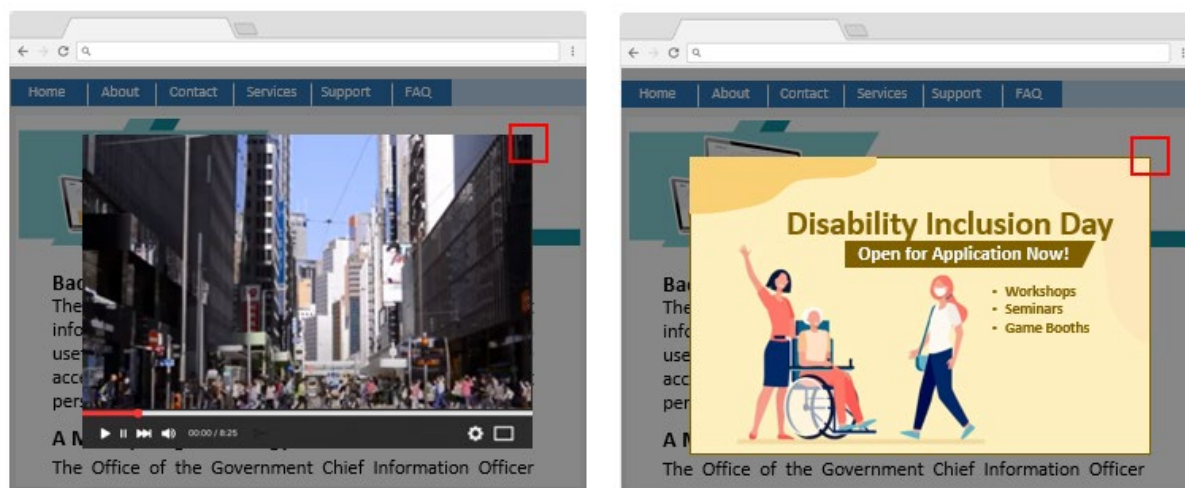 Home About Contact Services Support FAQ
00:00 / 8:25
The Office of the Government Chief Information Officer
Home About Contact Services Support FAQ
Disability Inclusion Day
Open for Application Now!
• Workshops
• Seminars
• Game Booths
The Office of the Government Chief Information Officer